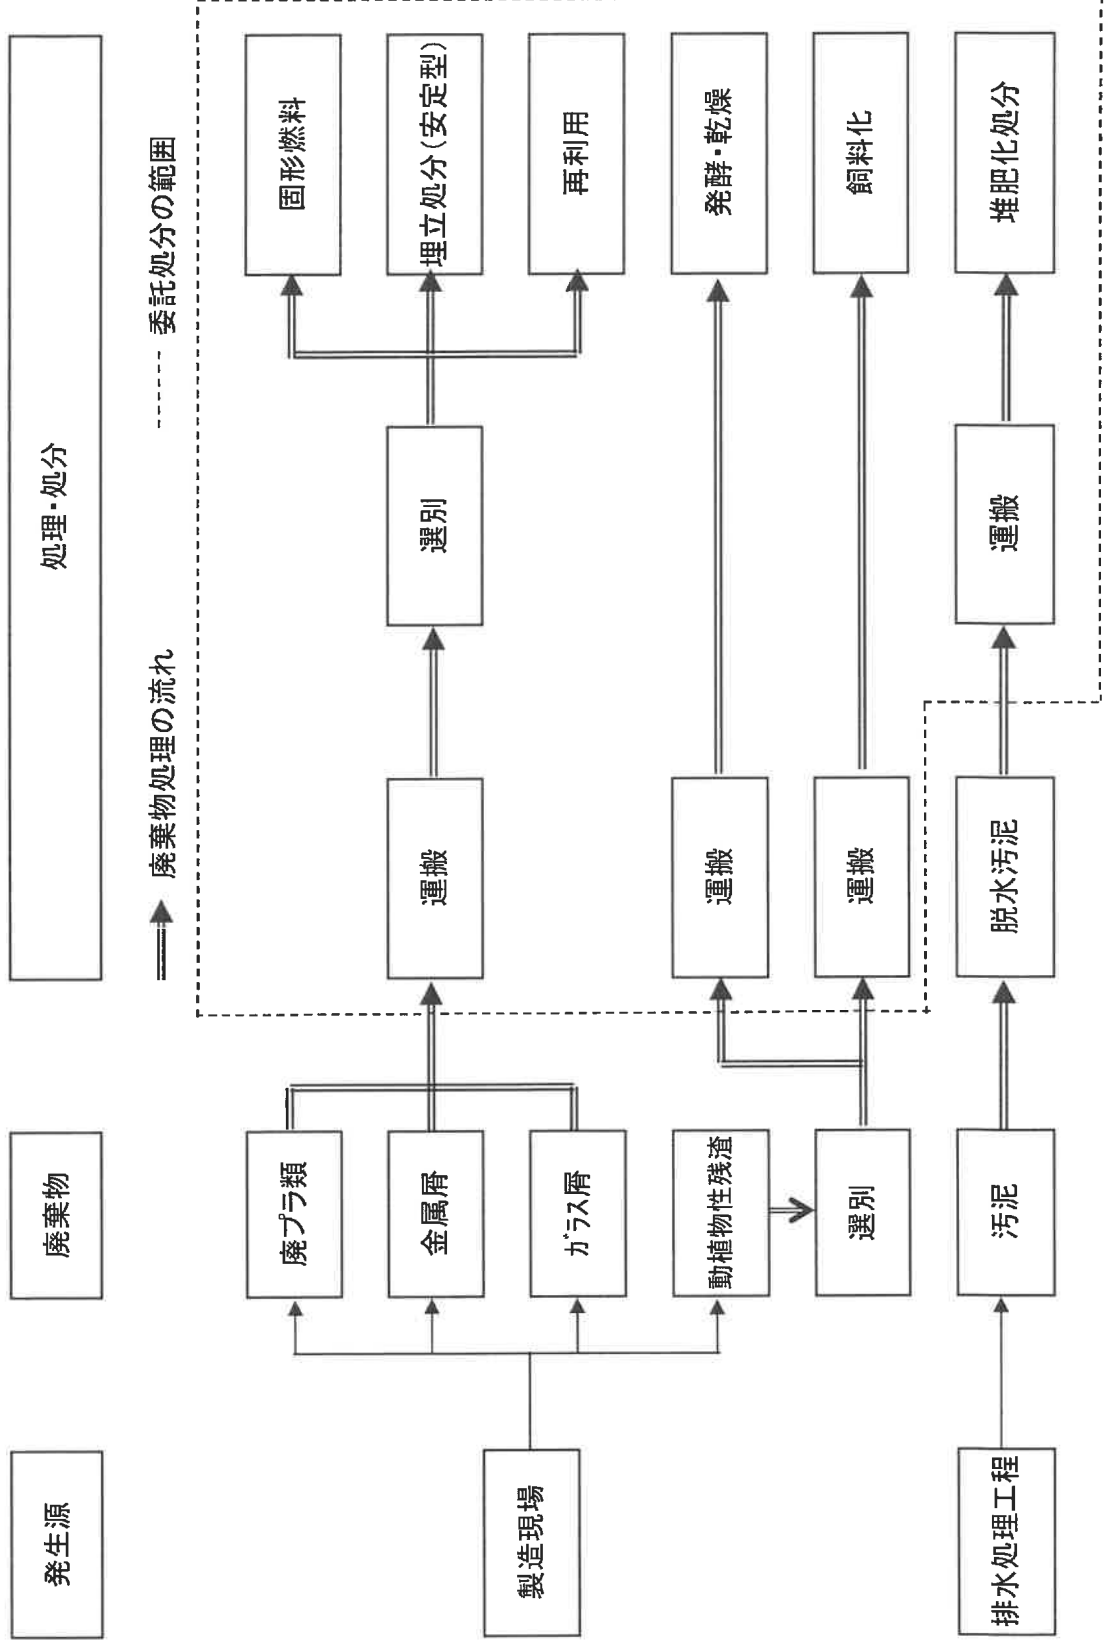 発生源
廃棄物
処理・処分
廃棄物処理の流れ
委託処分の範囲
製造現場
廃プラ類
金属屑
ガラス屑
動植物性残渣
選別
運搬
選別
固形燃料
埋立処分(安定型)
再利用
運搬
発酵・乾燥
運搬
飼料化
排水処理工程
汚泥
脱水汚泥
運搬
堆肥化処分